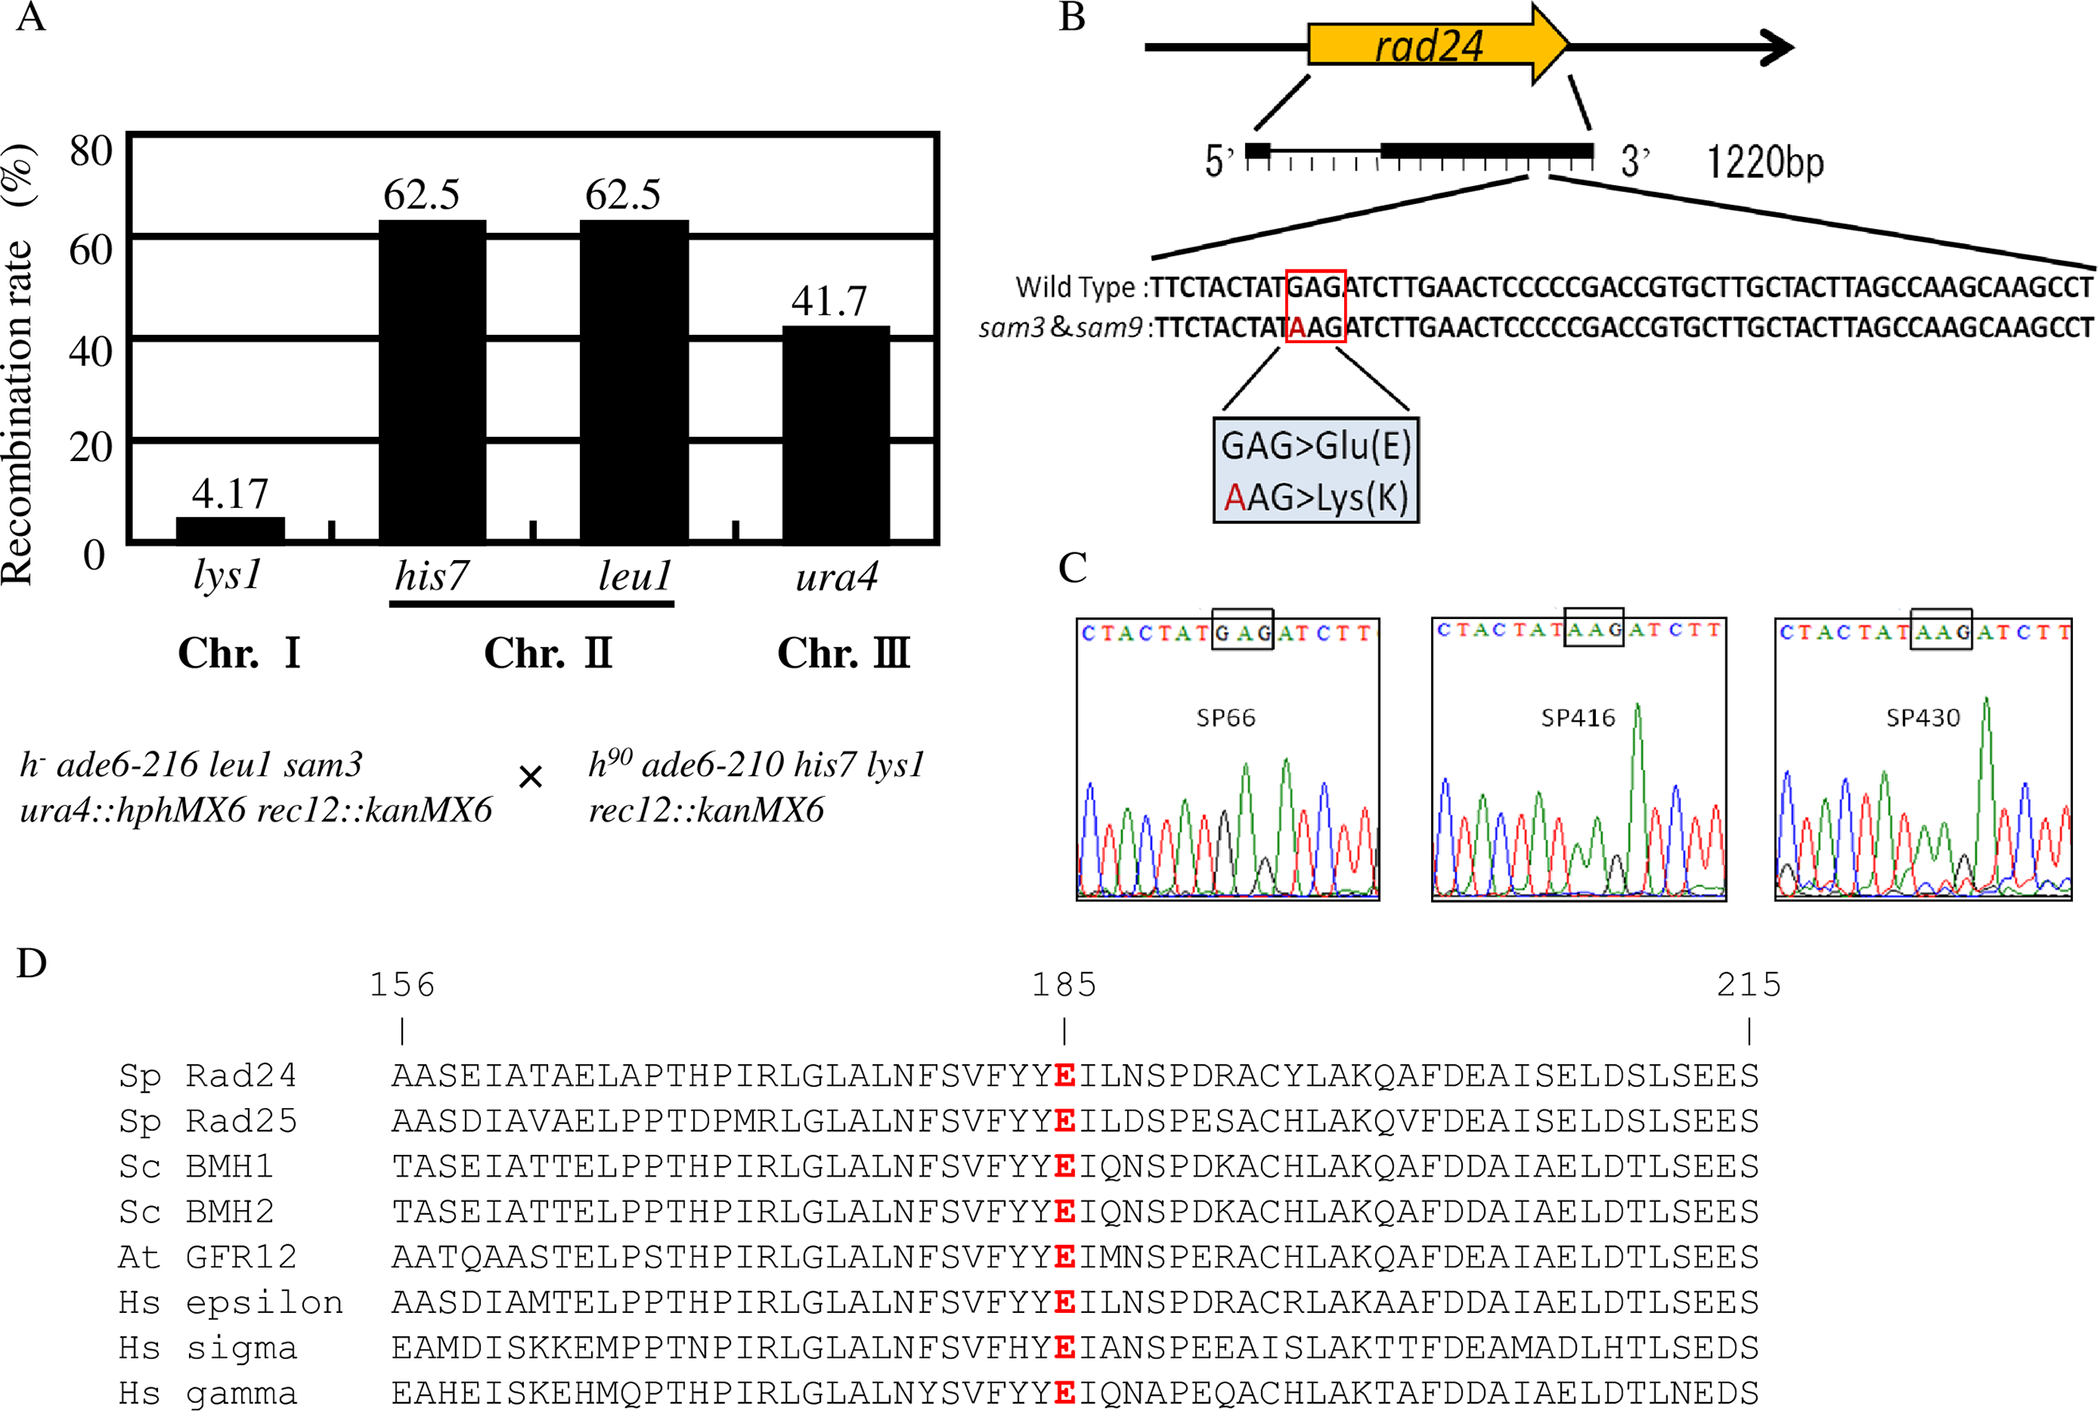 A
Recombination rate (%)
80
60
40
20
0
4.17
62.5
62.5
41.7
lys1
his7
leu1
ura4
Chr. Ⅰ
Chr. Ⅱ
Chr. Ⅲ
h- ade6-216 leu1 sam3
ura4::hphMX6 rec12::kanMX6
×
h90 ade6-210 his7 lys1
rec12::kanMX6
B
rad24
5’
3’ 1220bp
Wild Type :TTCTACTATGAGATCTTGAACTCCCCCGACCGTGCTTGCTACTTAGCCAAGCAAGCCT
sam3 & sam9 :TTCTACTATAAGATCTTGAACTCCCCCGACCGTGCTTGCTACTTAGCCAAGCAAGCCT
GAG>Glu(E)
AAG>Lys(K)
C
CTACTATGAGATCTT
SP66
CTACTATAAGATCTT
SP416
CTACTATAAGATCTT
SP430
D
156 185 215
Sp Rad24 AASEIATAELAPTHPIRLGLALNFSVFYYEILNSPDRACYLAKQAFDEAISELDSLSEES
Sp Rad25 AASDIAVAELPPTDPMRLGLALNFSVFYYEILDSPESACHLAKQVFDEAISELDSLSEES
Sc BMH1 TASEIATTELPPTHPIRLGLALNFSVFYYEIQNSPDKACHLAKQAFDDAIAELDTLSEES
Sc BMH2 TASEIATTELPPTHPIRLGLALNFSVFYYEIQNSPDKACHLAKQAFDDAIAELDTLSEES
At GFR12 AATQAASTELPSTHPIRLGLALNFSVFYYEIMNSPERACHLAKQAFDEAIAELDTLSEES
Hs epsilon AASDIAMTELPPTHPIRLGLALNFSVFYYEILNSPDRACRLAKAAFDDAIAELDTLSEES
Hs sigma EAMDISKKEMPPTNPIRLGLALNFSVFHYEIANSPEEAISLAKTTFDEAMADLHTLSEDS
Hs gamma EAHEISKEHMQPTHPIRLGLALNYSVFYYEIQNAPEQACHLAKTAFDDAIAELDTLNEDS